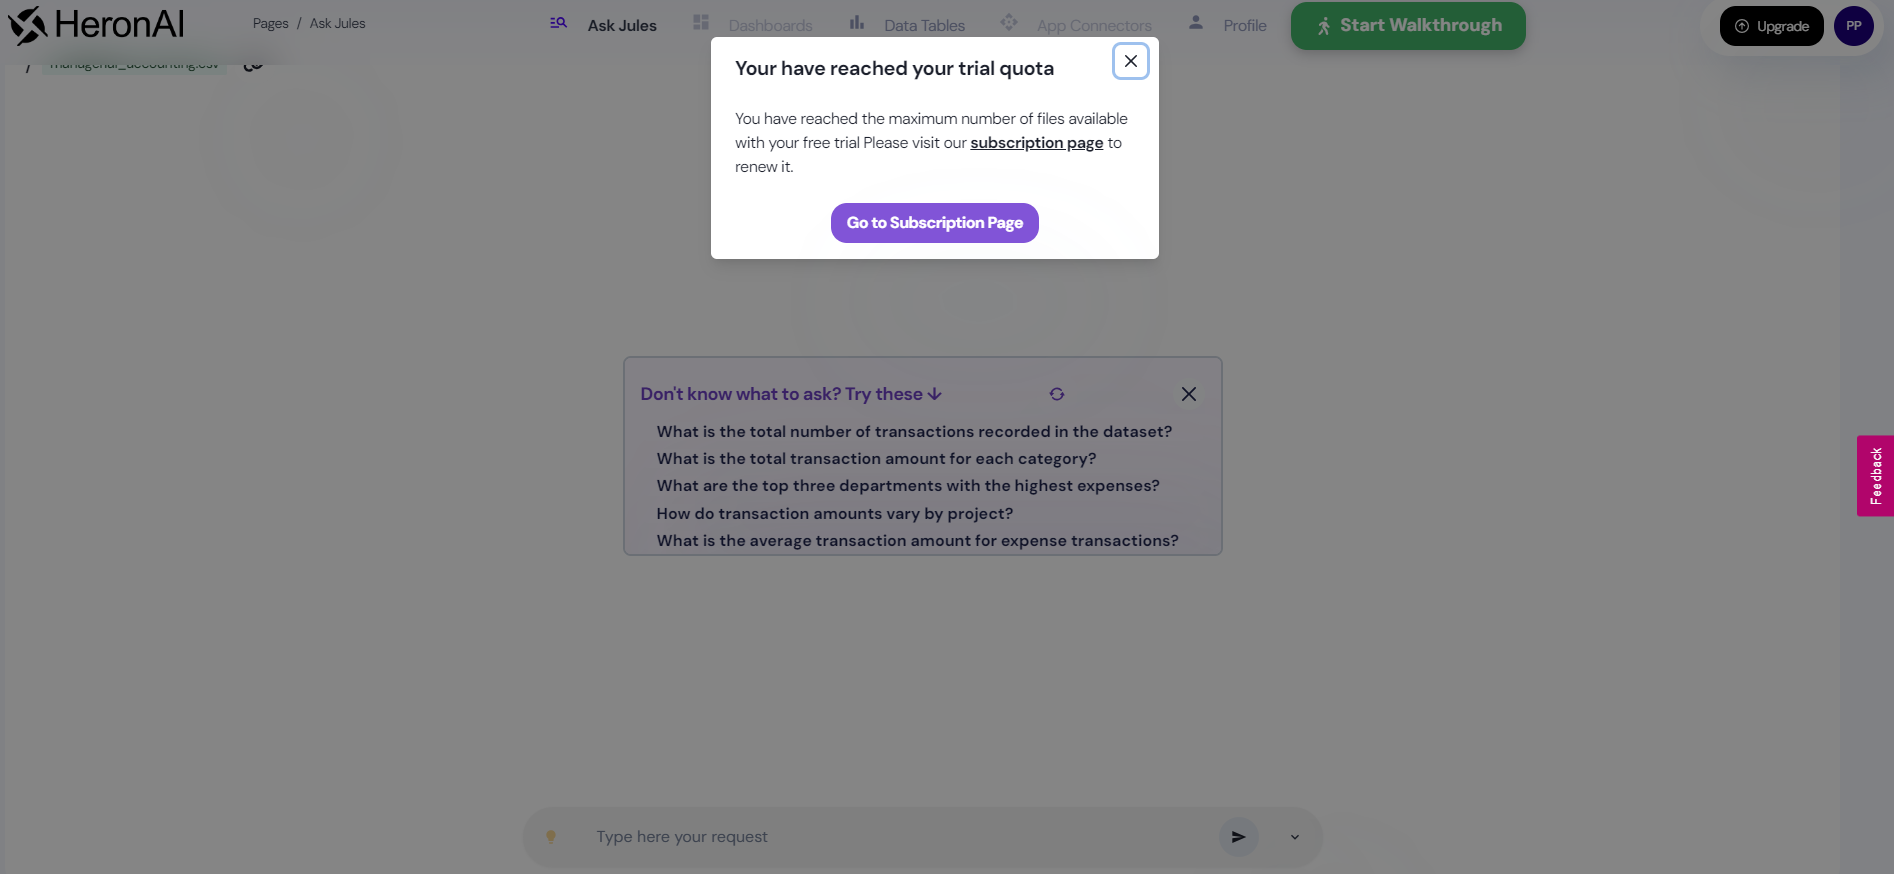 HeronAI
Pages / Ask Jules
Ask Jules
Dashboards
Data Tables
App Connectors
Profile
Start Walkthrough
Upgrade
PP
/ managerial_accounting.csv
Your have reached your trial quota
You have reached the maximum number of files available
with your free trial Please visit our subscription page to
renew it.
Go to Subscription Page
Don't know what to ask? Try these
What is the total number of transactions recorded in the dataset?
What is the total transaction amount for each category?
What are the top three departments with the highest expenses?
How do transaction amounts vary by project?
What is the average transaction amount for expense transactions?
Feedback
Type here your request